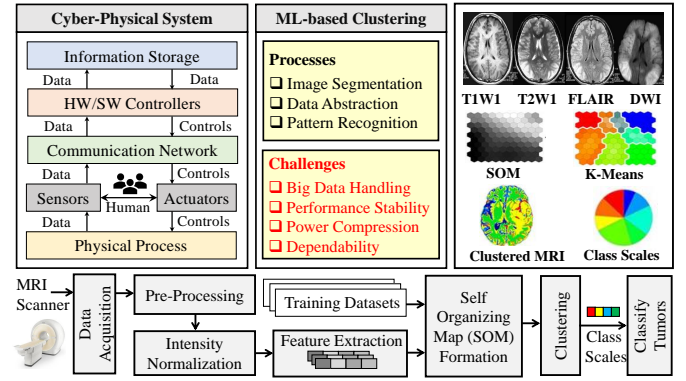 Cyber-Physical System
Information Storage
Data
Data
HW/SW Controllers
Data
Controls
Communication Network
Data
Controls
Sensors
Human
Actuators
Data
Controls
Physical Process
ML-based Clustering
Processes
Image Segmentation
Data Abstraction
Pattern Recognition
Challenges
Big Data Handling
Performance Stability
Power Compression
Dependability
T1W1 T2W1 FLAIR DWI
SOM
K-Means
Clustered MRI
Class Scales
MRI
Scanner
Data
Acquisition
Pre-Processing
Intensity
Normalization
Training Datasets
Feature Extraction
Self
Organizing
Map (SOM)
Formation
Clustering
Class
Scales
Classify
Tumors